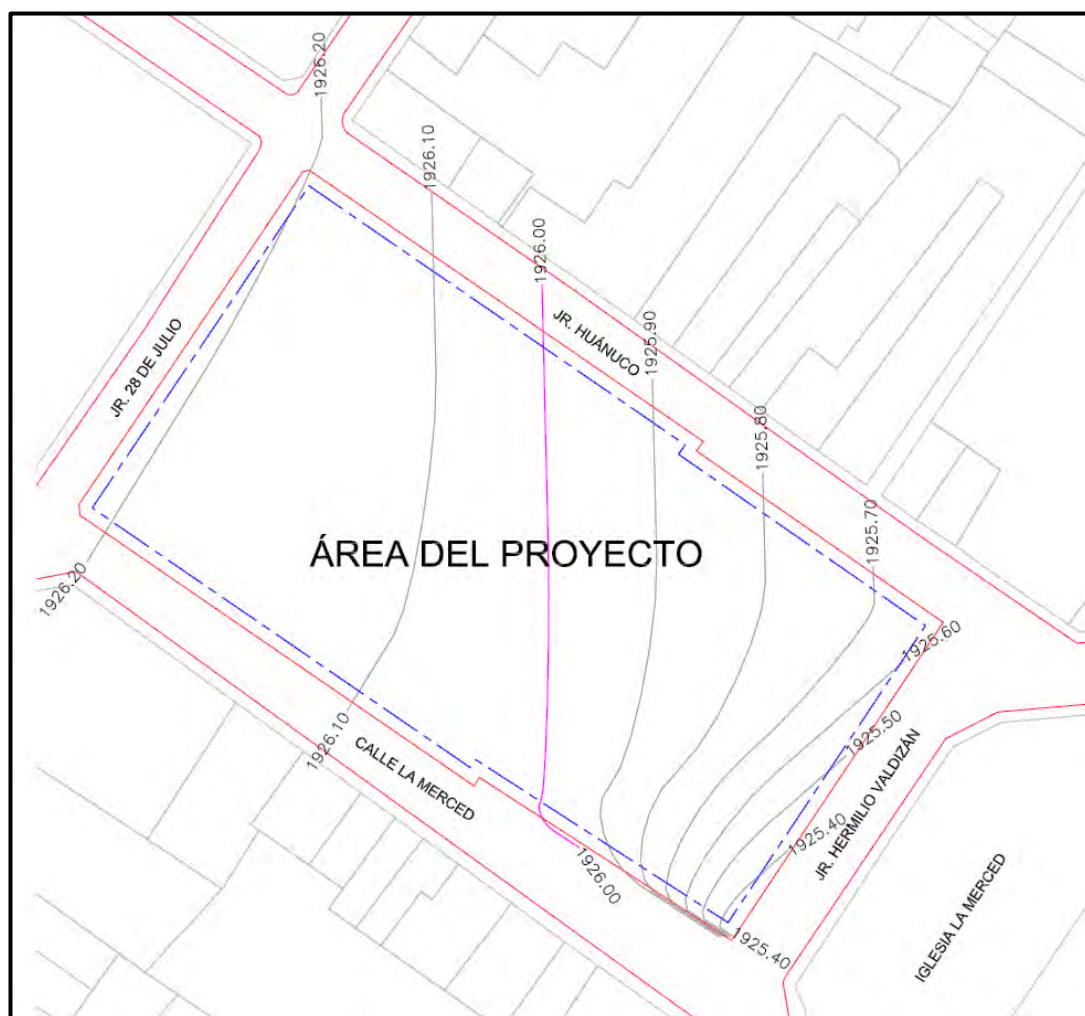 1926.20
1926.10
1926.00
JR. HUÁNUCO
1925.90
JR. 28 DE JULIO
1925.80
1925.70
ÁREA DEL PROYECTO
1926.20
1925.60
1926.10
CALLE LA MERCED
1925.50
JR. HERMILIO VALDIZÁN
1925.40
1926.00
1925.40
IGLESIA LA MERCED